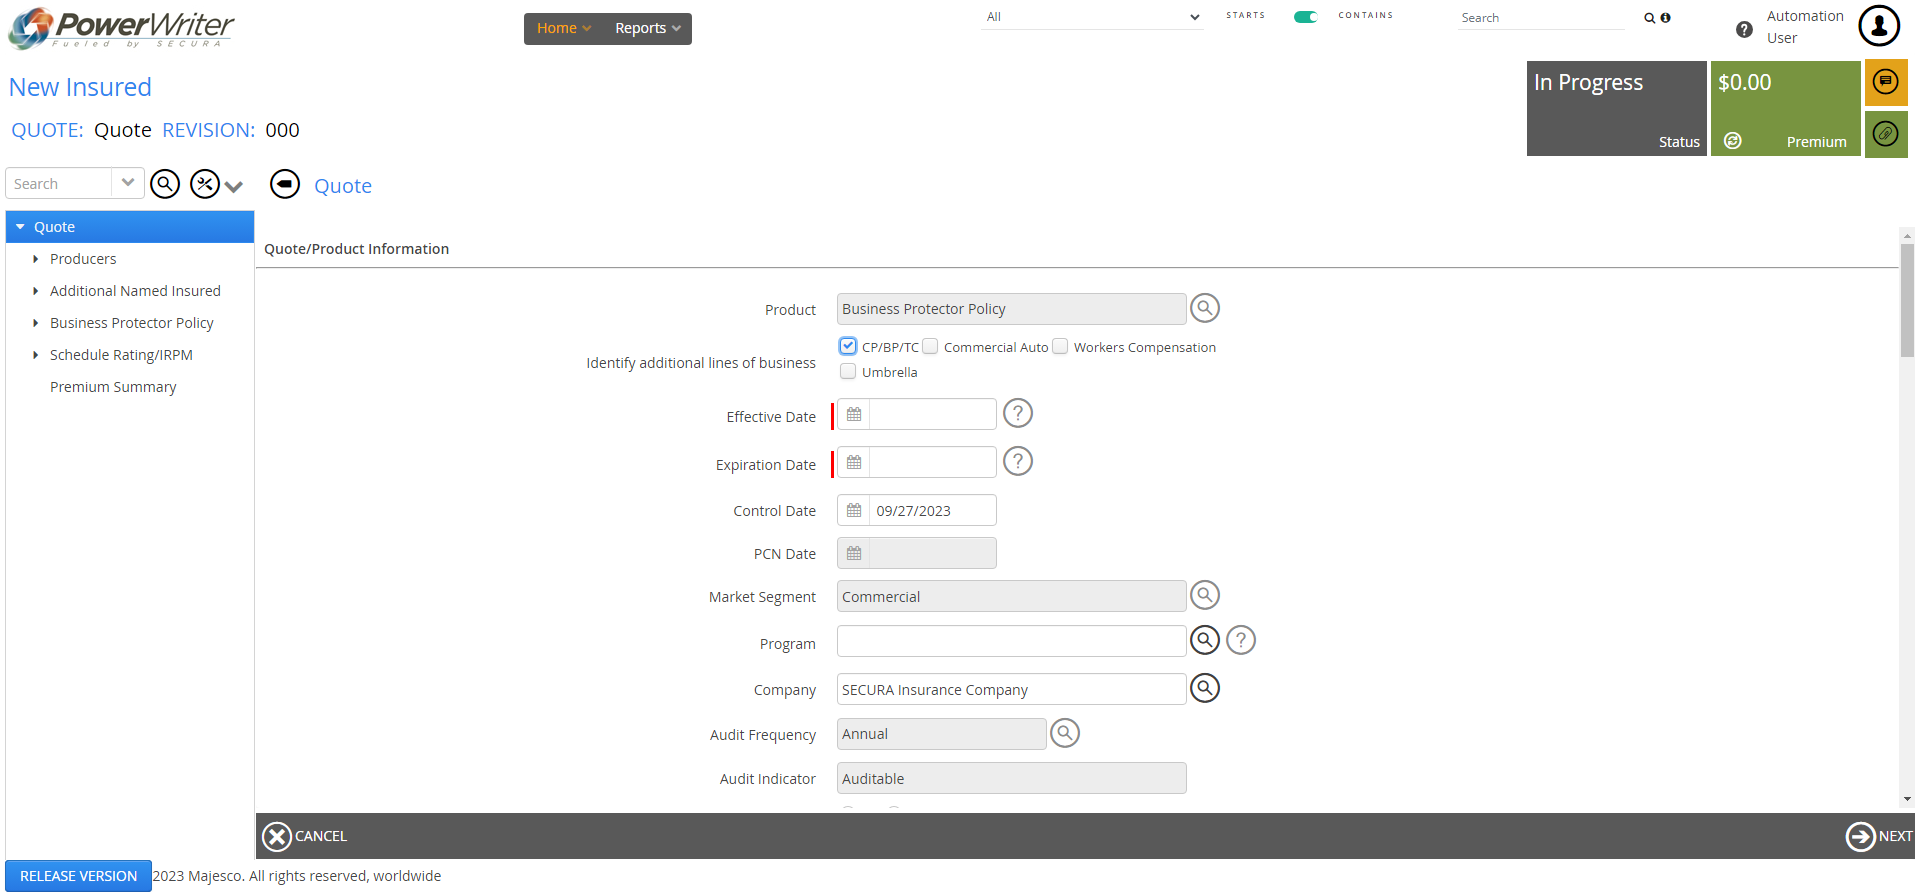 PowerWriter
Fueled by SECURA
Home
Reports
All
STARTS
CONTAINS
Search
Automation
User
New Insured
QUOTE: Quote REVISION: 000
In Progress
Status
$0.00
Premium
Search
Quote
Quote
Producers
Additional Named Insured
Business Protector Policy
Schedule Rating/IRPM
Premium Summary
Quote/Product Information
Product
Business Protector Policy
Identify additional lines of business
CP/BP/TC
Commercial Auto
Workers Compensation
Umbrella
Effective Date
Expiration Date
Control Date
09/27/2023
PCN Date
Market Segment
Commercial
Program
Company
SECURA Insurance Company
Audit Frequency
Annual
Audit Indicator
Auditable
CANCEL
NEXT
RELEASE VERSION
2023 Majesco. All rights reserved, worldwide